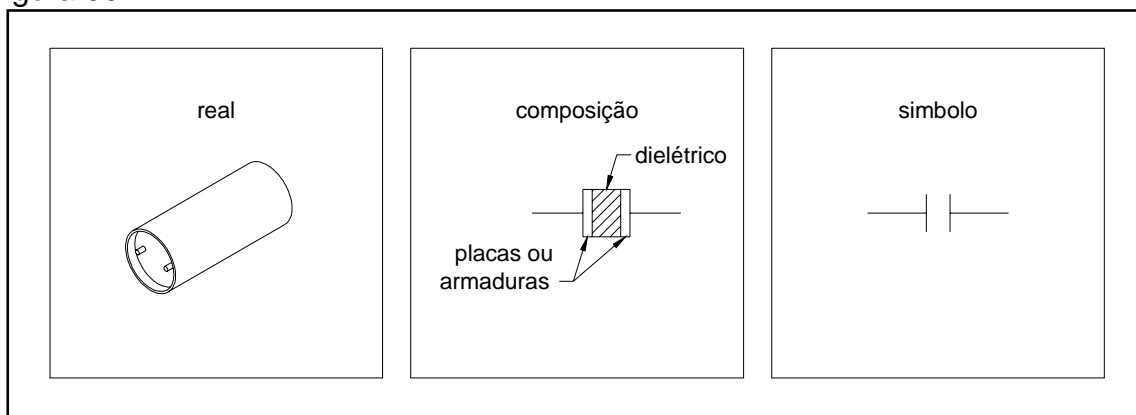 real
composição
dielétrico
placas ou
armaduras
simbolo